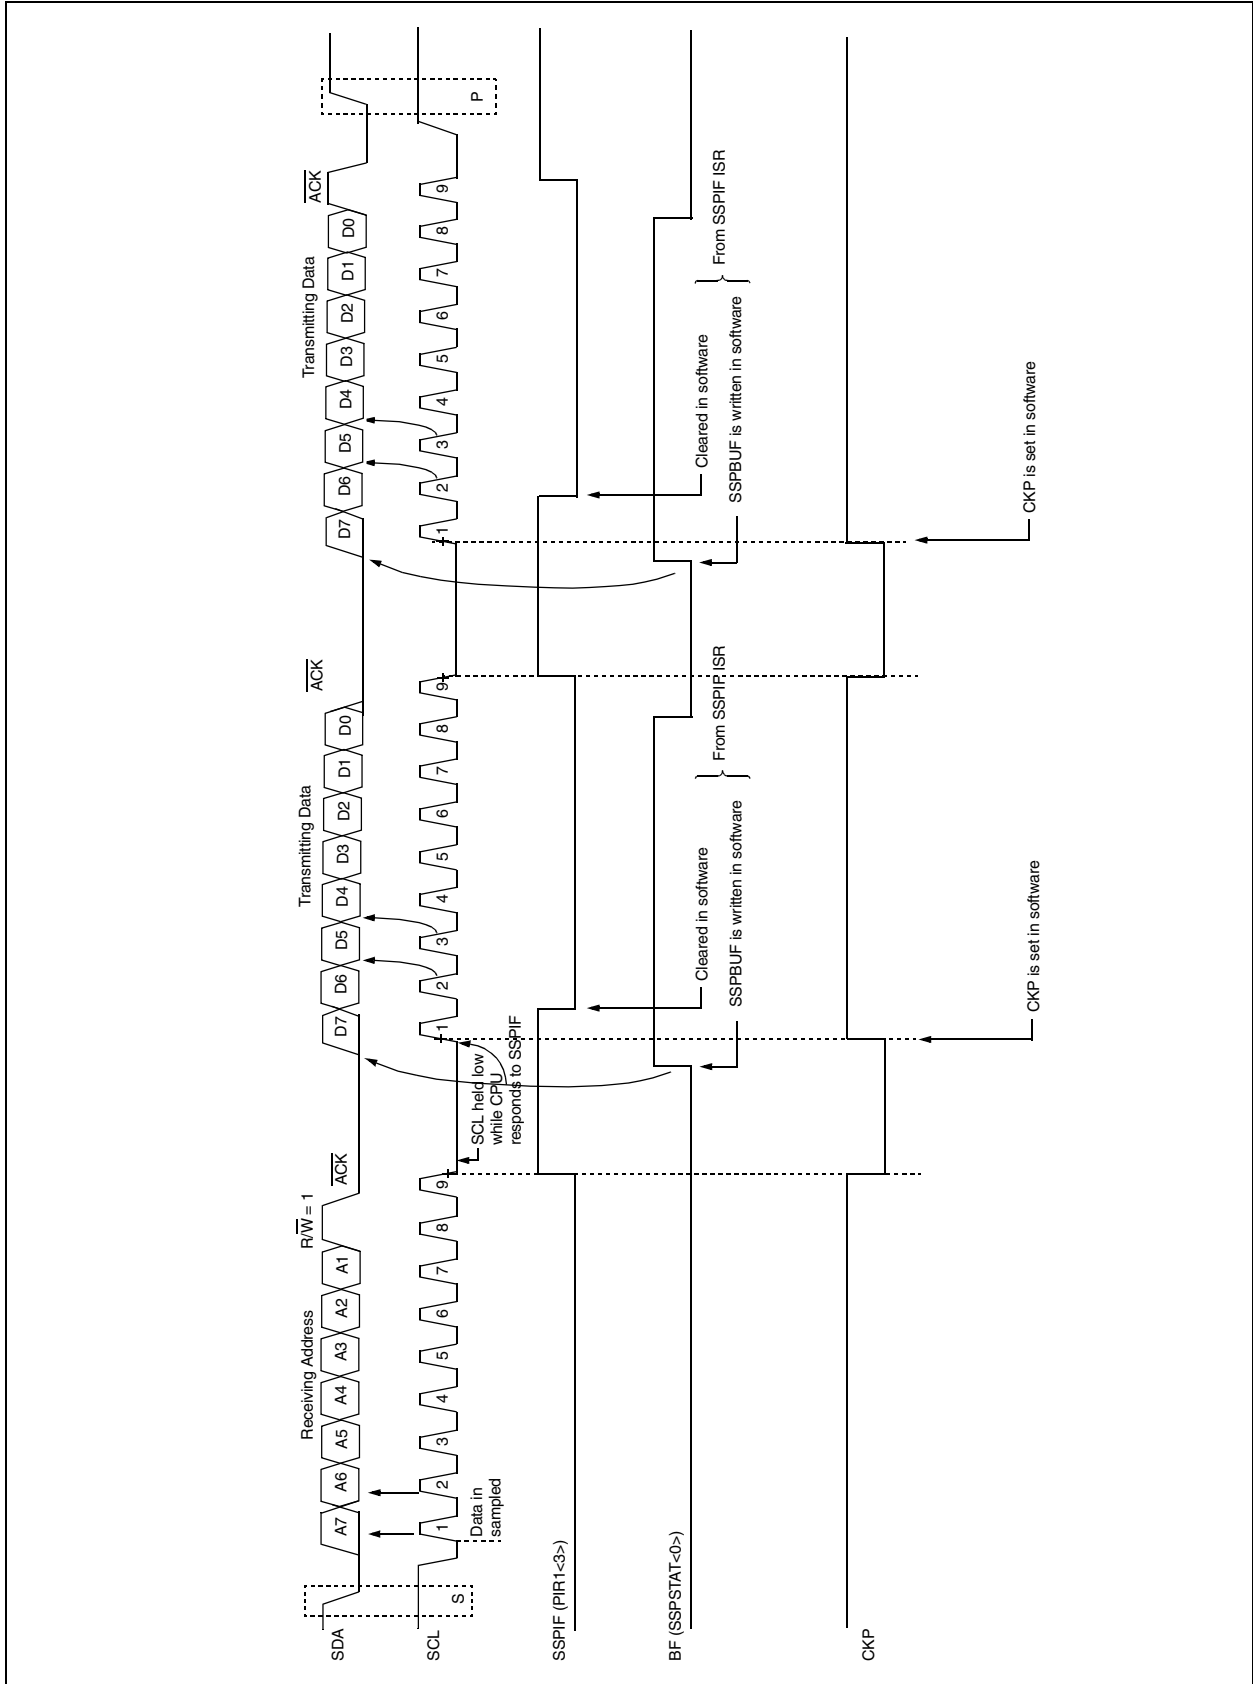 Receiving Address
R/W = 1
ACK
Transmitting Data
ACK
Transmitting Data
ACK
SDA
A7 A6 A5 A4 A3 A2 A1
D7 D6 D5 D4 D3 D2 D1 D0
D7 D6 D5 D4 D3 D2 D1 D0
SCL
S
1 2 3 4 5 6 7 8 9
1 2 3 4 5 6 7 8 9
1 2 3 4 5 6 7 8 9
P
Data in
sampled
SCL held low
while CPU
responds to SSPIF
SSPIF (PIR1<3>)
BF (SSPSTAT<0>)
Cleared in software
SSPBUF is written in software
From SSPIF ISR
Cleared in software
SSPBUF is written in software
From SSPIF ISR
CKP
CKP is set in software
CKP is set in software